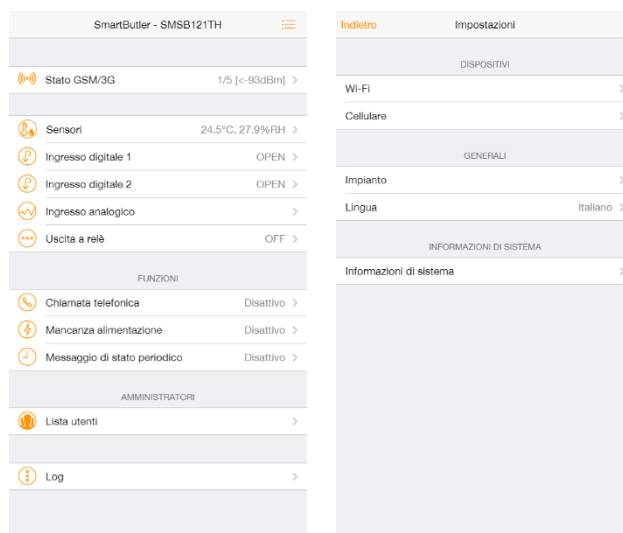 SmartButler - SMSB121TH
Stato GSM/3G 1/5 [<-93dBm]
Sensori 24.5°C, 27.9%RH
Ingresso digitale 1 OPEN
Ingresso digitale 2 OPEN
Ingresso analogico
Uscita a relè OFF
FUNZIONI
Chiamata telefonica Disattivo
Mancanza alimentazione Disattivo
Messaggio di stato periodico Disattivo
AMMINISTRATORI
Lista utenti
Log
Indietro Impostazioni
DISPOSITIVI
Wi-Fi
Cellulare
GENERALI
Impianto
Lingua Italiano
INFORMAZIONI DI SISTEMA
Informazioni di sistema